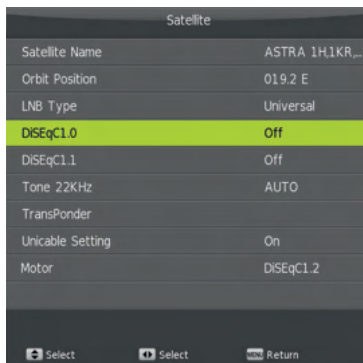 Satellite
Satellite Name ASTRA 1H,1KR,...
Orbit Position 019.2 E
LNB Type Universal
DiSEqC1.0 Off
DiSEqC1.1 Off
Tone 22KHz AUTO
TransPonder
Unicable Setting On
Motor DiSEqC1.2
Select Select MENU Return